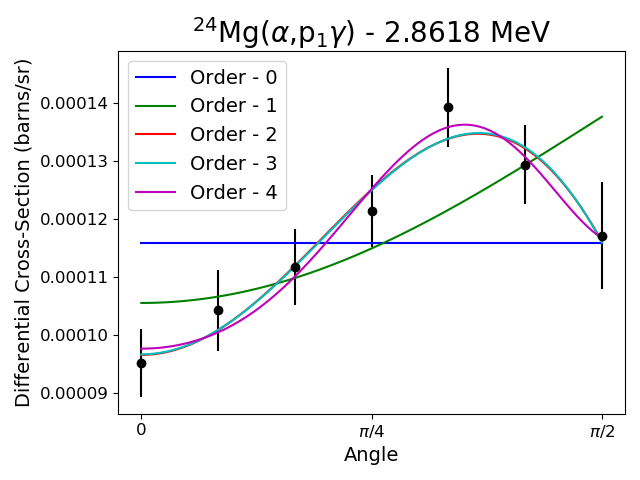 ²⁴Mg(α,p₁γ) - 2.8618 MeV
Differential Cross-Section (barns/sr)
0.00014
0.00013
0.00012
0.00011
0.00010
0.00009
Order - 0
Order - 1
Order - 2
Order - 3
Order - 4
0
π/4
π/2
Angle